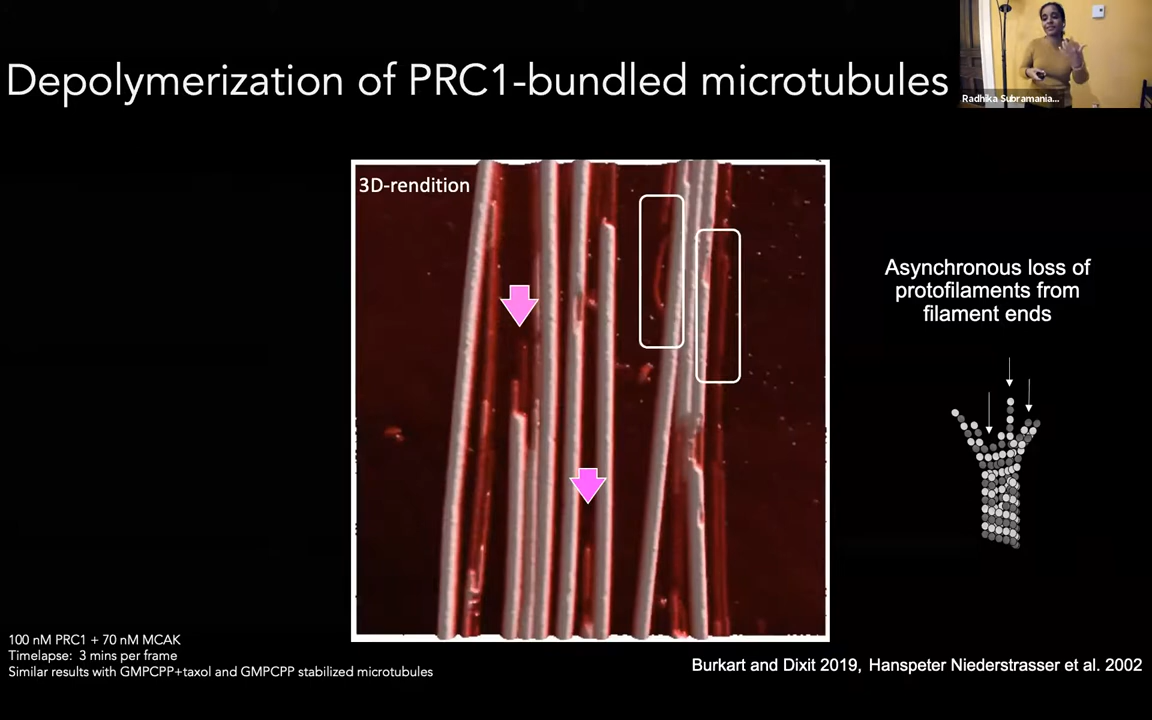 Depolymerization of PRC1-bundled microtubules
Radhika Subramania...
3D-rendition
Asynchronous loss of
protofilaments from
filament ends
100 nM PRC1 + 70 nM MCAK
Timelapse: 3 mins per frame
Similar results with GMPCPP+taxol and GMPCPP stabilized microtubules
Burkart and Dixit 2019, Hanspeter Niederstrasser et al. 2002